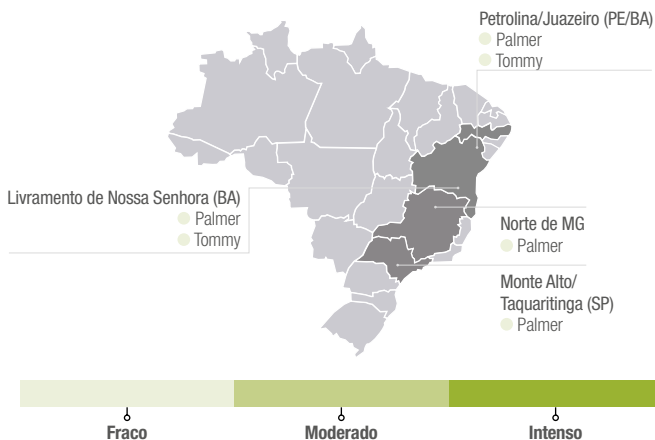 Petrolina/Juazeiro (PE/BA)
Palmer
Tommy
Livramento de Nossa Senhora (BA)
Palmer
Tommy
Norte de MG
Palmer
Monte Alto/
Taquaritinga (SP)
Palmer
Fraco
Moderado
Intenso